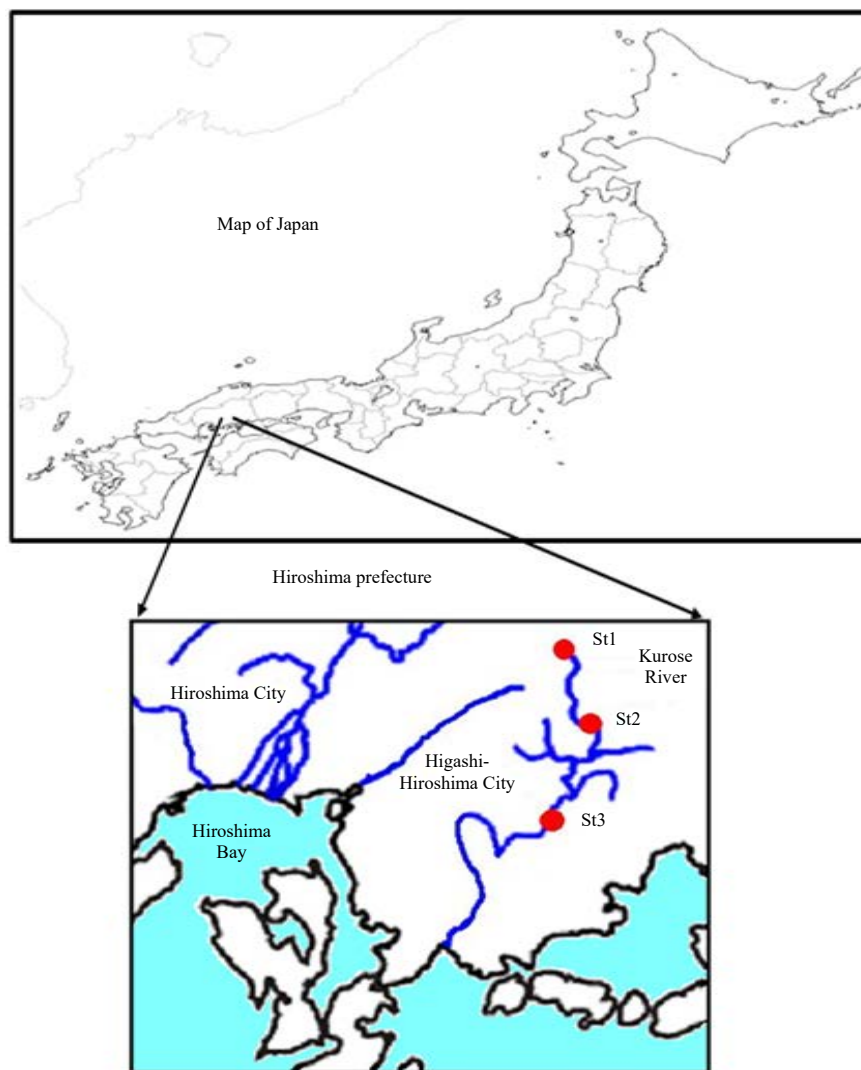 Map of Japan
Hiroshima prefecture
St1
Kurose
River
Hiroshima City
St2
Higashi-
Hiroshima City
St3
Hiroshima
Bay